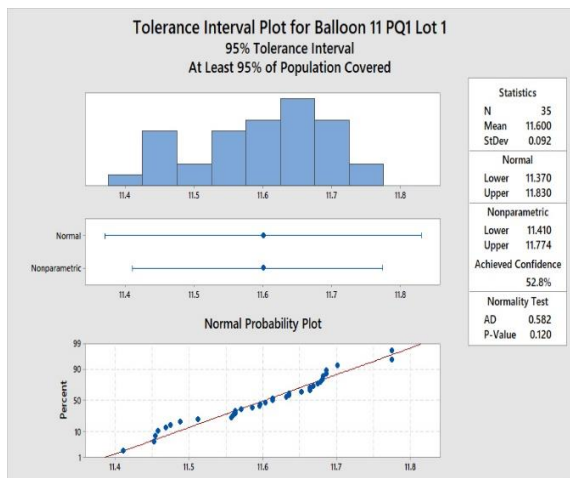 Tolerance Interval Plot for Balloon 11 PQ1 Lot 1
95% Tolerance Interval
At Least 95% of Population Covered
11.4 11.5 11.6 11.7 11.8
Normal
Nonparametric
11.4 11.5 11.6 11.7 11.8
Normal Probability Plot
Percent
99
90
50
10
1
11.4 11.5 11.6 11.7 11.8
Statistics
N 35
Mean 11.600
StDev 0.092
Normal
Lower 11.370
Upper 11.830
Nonparametric
Lower 11.410
Upper 11.774
Achieved Confidence
52.8%
Normality Test
AD 0.582
P-Value 0.120